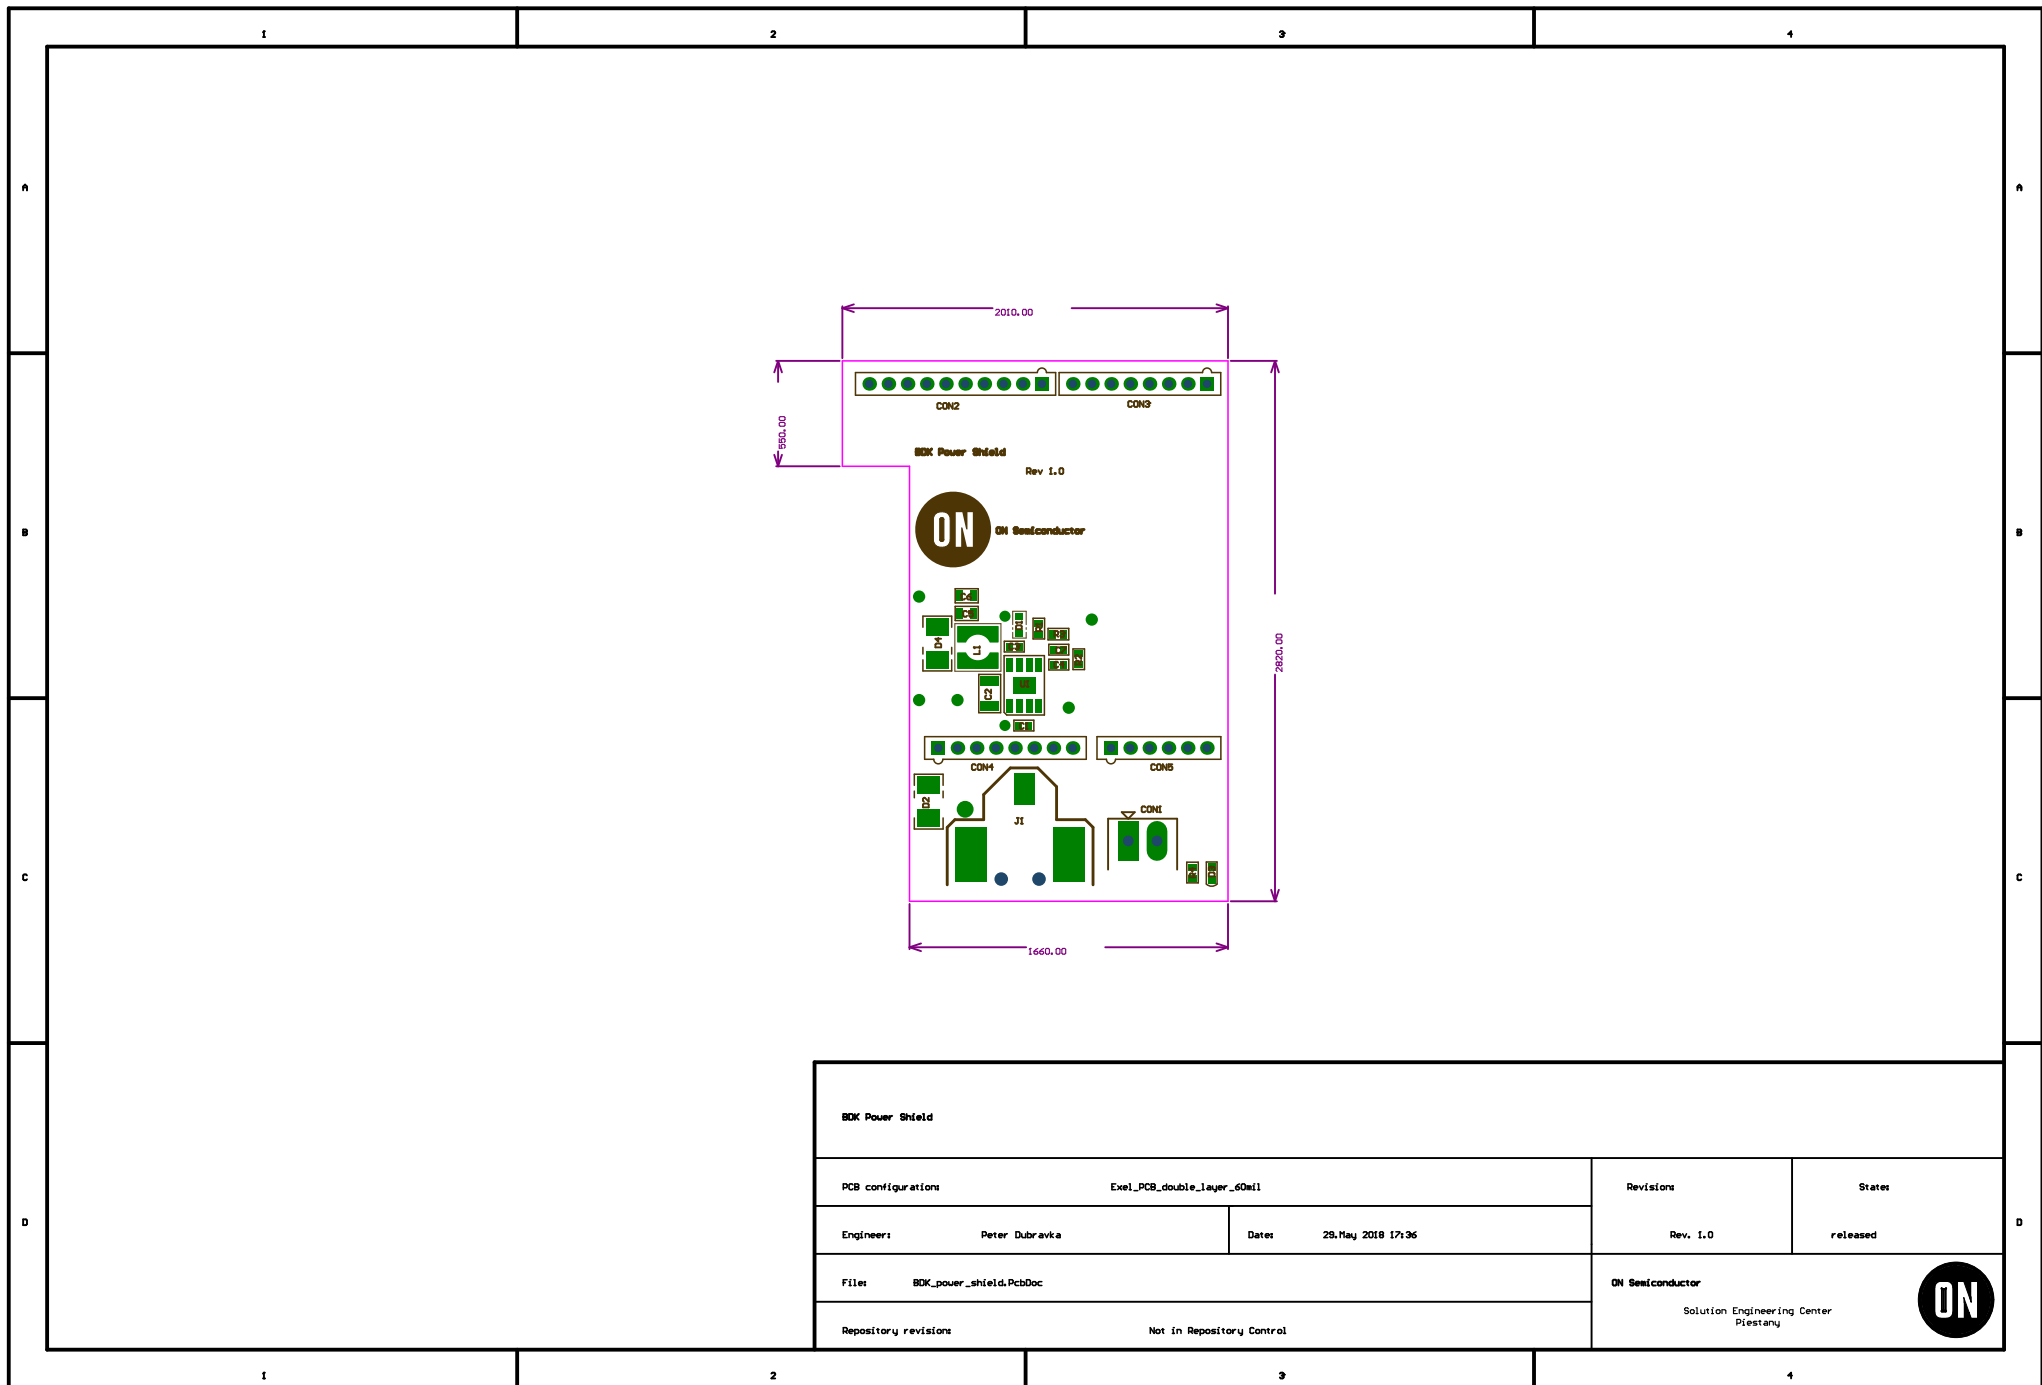 1 2 3 4
A A
2010.00
550.00
CON2 CON3
BDK Power Shield
Rev 1.0
B B
ON
ON Semiconductor
C6
D1
D4
L1
2820.00
C2
U1
CON4 CON5
D2
CON1
J1
C C
1660.00
BDK Power Shield
PCB configuration: Exel_PCB_double_layer_60mil
Revision: State:
D D
Engineer: Peter Dubravka
Date: 29.May 2018 17:36
Rev. 1.0 released
File: BDK_power_shield.PcbDoc
ON Semiconductor
ON
Solution Engineering Center
Piestany
Repository revision: Not in Repository Control
1 2 3 4